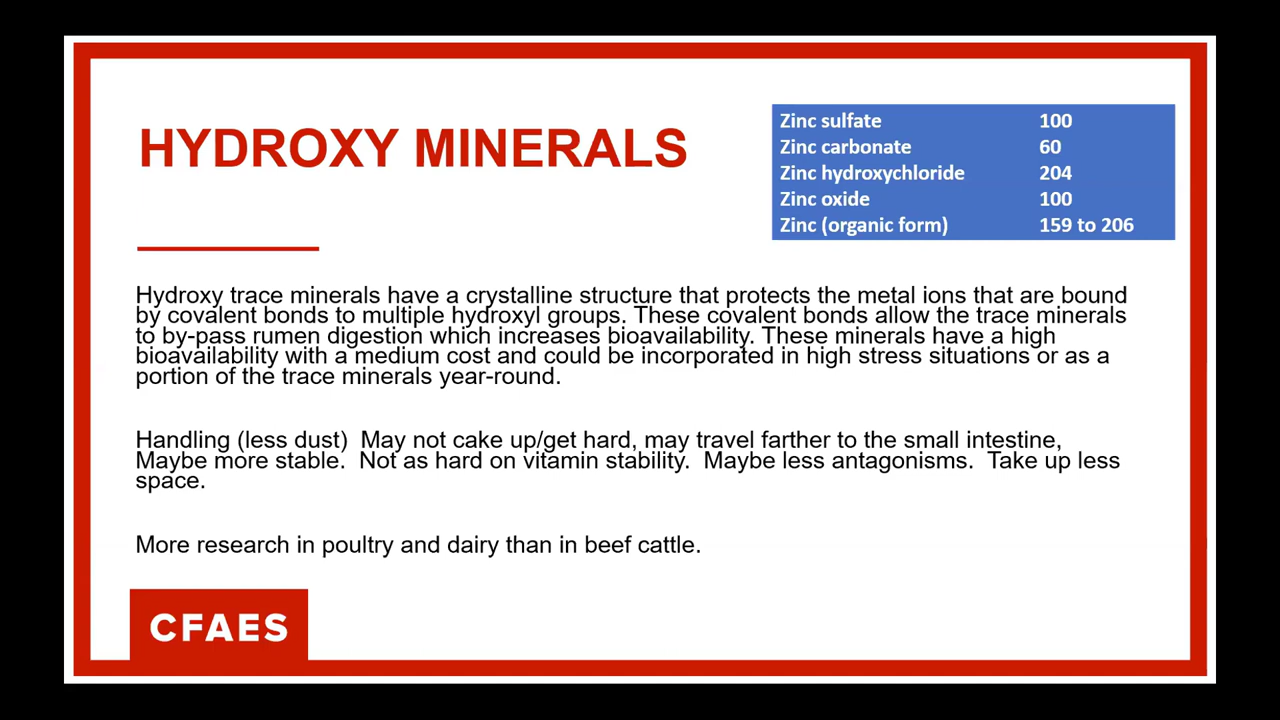 HYDROXY MINERALS
Zinc sulfate 100
Zinc carbonate 60
Zinc hydroxychloride 204
Zinc oxide 100
Zinc (organic form) 159 to 206
Hydroxy trace minerals have a crystalline structure that protects the metal ions that are bound
by covalent bonds to multiple hydroxyl groups. These covalent bonds allow the trace minerals
to by-pass rumen digestion which increases bioavailability. These minerals have a high
bioavailability with a medium cost and could be incorporated in high stress situations or as a
portion of the trace minerals year-round.
Handling (less dust)  May not cake up/get hard, may travel farther to the small intestine,
Maybe more stable.  Not as hard on vitamin stability.  Maybe less antagonisms.  Take up less
space.
More research in poultry and dairy than in beef cattle.
CFAES